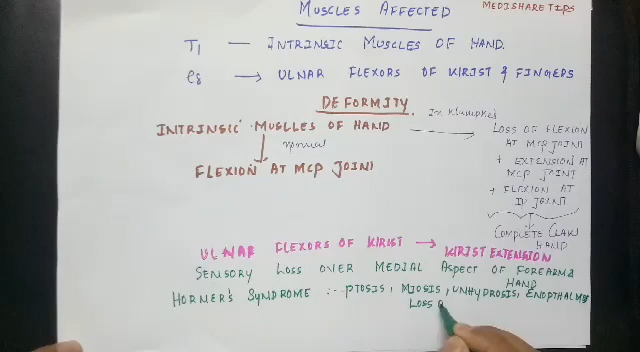 MUSCLES AFFECTED
MEDISHARE TIPS
T1 — INTRINSIC MUSCLES OF HAND.
C8 → ULNAR FLEXORS OF WRIST & FINGERS
DEFORMITY.
In Klumpke's
INTRINSIC MUSLLES OF HAND
normal
FLEXION AT MCP JOINT
LOSS OF FLEXION
AT MCP JOINT
+ EXTENSION AT
MCP JOINT
+ FLEXION AT
IP JOINT
COMPLETE CLAW
HAND
ULNAR FLEXORS OF WRIST → WRIST EXTENSION
SENSORY LOSS OVER MEDIAL ASPECT OF FOREARM &
HAND
HORNER'S SYNDROME :- PTOSIS, MIOSIS, UNHYDROSIS, ENOPTHALMOS
LOSS